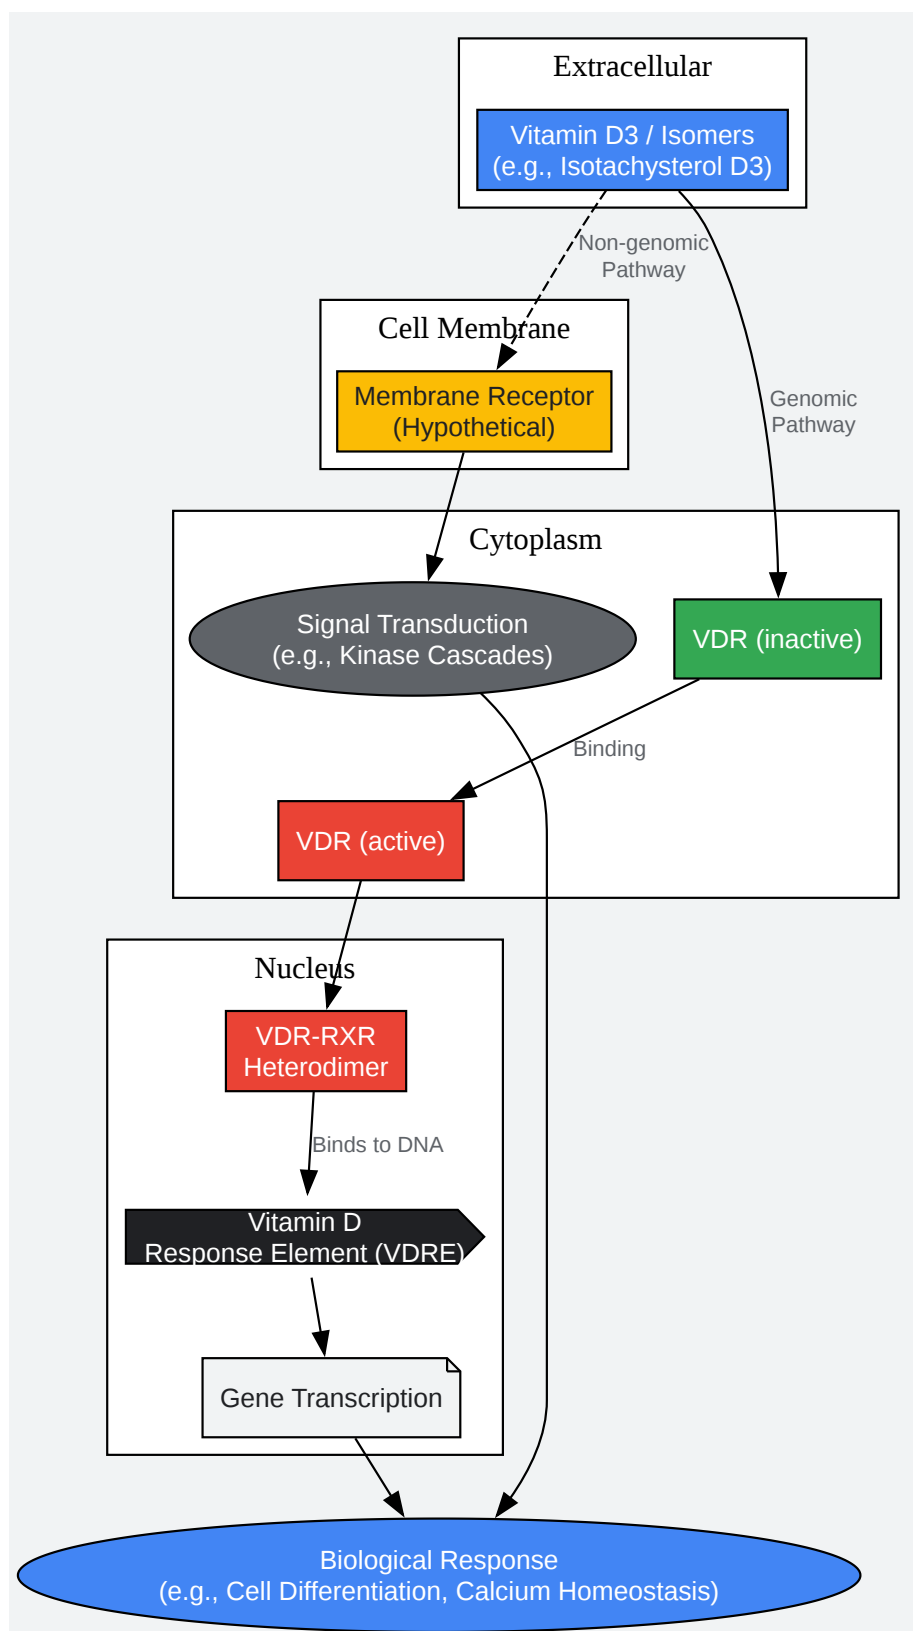 Extracellular
Vitamin D3 / Isomers
(e.g., Isotachysterol D3)
Non-genomic
Pathway
Cell Membrane
Membrane Receptor
(Hypothetical)
Genomic
Pathway
Cytoplasm
Signal Transduction
(e.g., Kinase Cascades)
VDR (inactive)
Binding
VDR (active)
Nucleus
VDR-RXR
Heterodimer
Binds to DNA
Vitamin D
Response Element (VDRE)
Gene Transcription
Biological Response
(e.g., Cell Differentiation, Calcium Homeostasis)